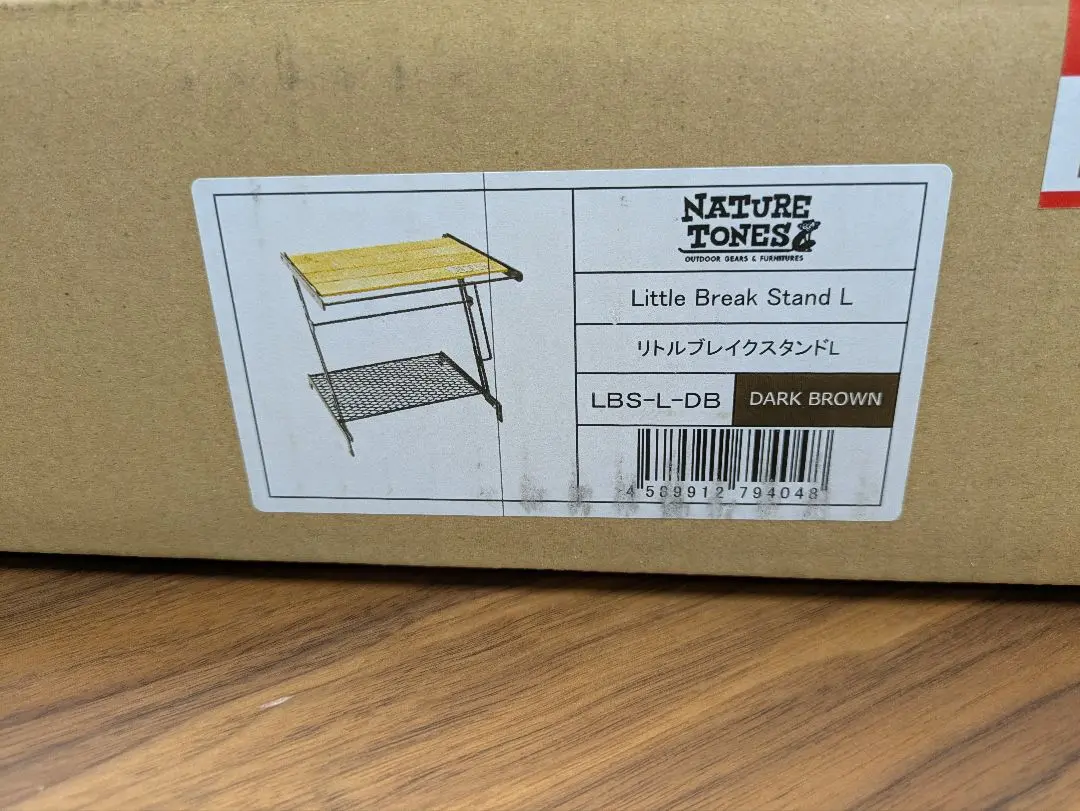 NATURE
TONES
OUTDOOR GEARS & FURNITURES
Little Break Stand L
リトルブレイクスタンドL
LBS-L-DB
DARK BROWN
4 589912 794048